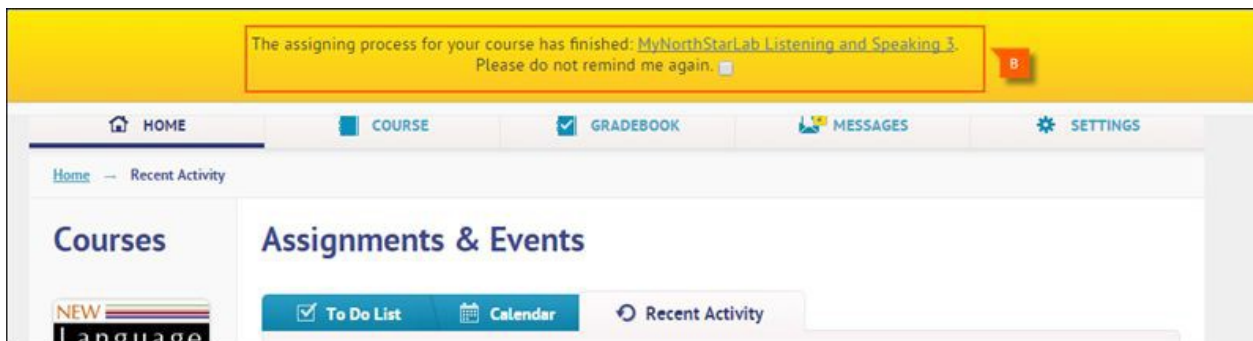 The assigning process for your course has finished: MyNorthStarLab Listening and Speaking 3.
Please do not remind me again.
B
HOME
COURSE
GRADEBOOK
MESSAGES
SETTINGS
Home → Recent Activity
Courses
Assignments & Events
To Do List
Calendar
Recent Activity
NEW
Language